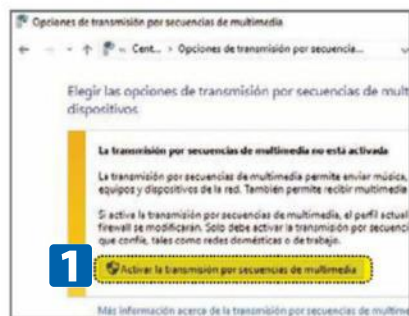 Opciones de transmisión por secuencias de multimedia
Cent... > Opciones de transmisión por secuencia...
Elegir las opciones de transmisión por secuencias de mult
dispositivos
La transmisión por secuencias de multimedia no está activada
La transmisión por secuencias de multimedia permite enviar música,
equipos y dispositivos de la red. También permite recibir multimedia
Si activa la transmisión por secuencias de multimedia, el perfil actual
firewall se modificarán. Solo debe activar la transmisión por secuenci
que confíe, tales como redes domésticas o de trabajo.
1
Activar la transmisión por secuencias de multimedia
Más información acerca de la transmisión por secuencias de multime